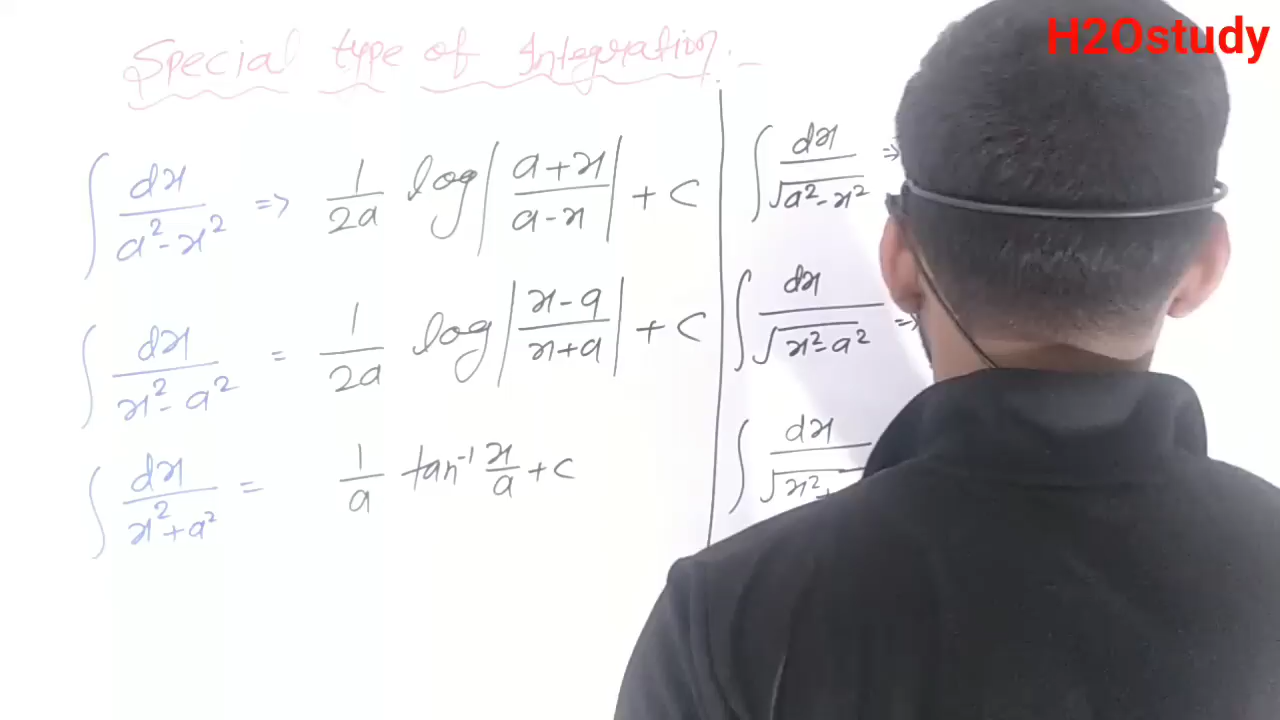 H2Ostudy
Special type of Integration.-
∫ dx / (a² - x²) => 1/2a log| (a+x) / (a-x) | + C
∫ dx / (x² - a²) = 1/2a log| (x-a) / (x+a) | + C
∫ dx / (x² + a²) = 1/a tan⁻¹ x/a + C
∫ dx / √(a² - x²) =>
∫ dx / √(x² - a²) =>
∫ dx / √(x² +